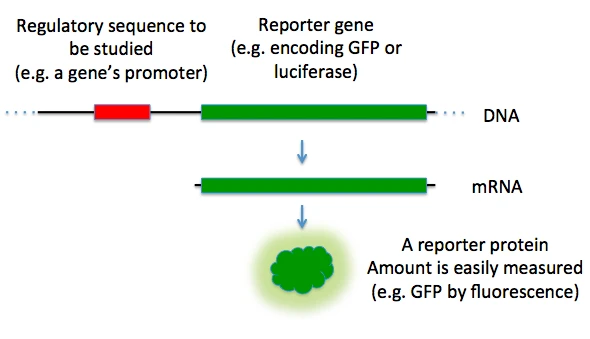 Regulatory sequence to
be studied
(e.g. a gene's promoter)
Reporter gene
(e.g. encoding GFP or
luciferase)
DNA
mRNA
A reporter protein
Amount is easily measured
(e.g. GFP by fluorescence)